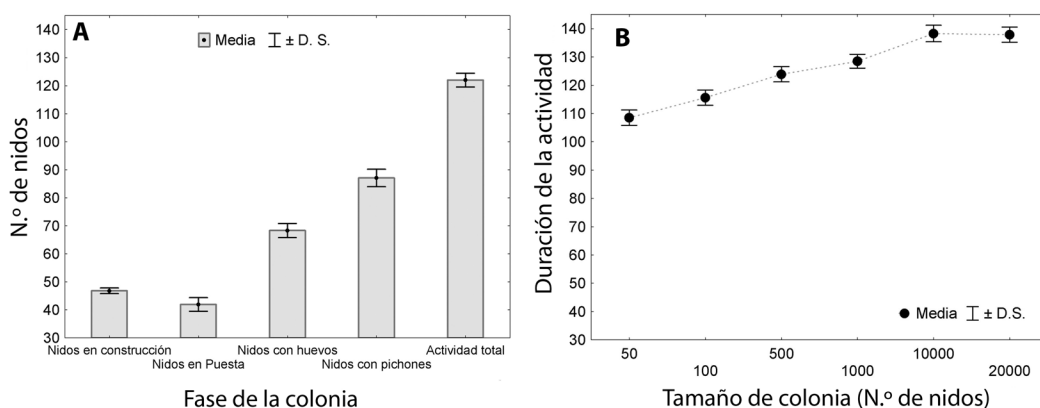 A
Media ± D. S.
N.º de nidos
140
130
120
110
100
90
80
70
60
50
40
30
Nidos en construcción
Nidos en Puesta
Nidos con huevos
Nidos con pichones
Actividad total
Fase de la colonia
B
Duración de la actividad
140
130
120
110
100
90
80
70
60
50
40
30
Media ± D.S.
50
100
500
1000
10000
20000
Tamaño de colonia (N.º de nidos)